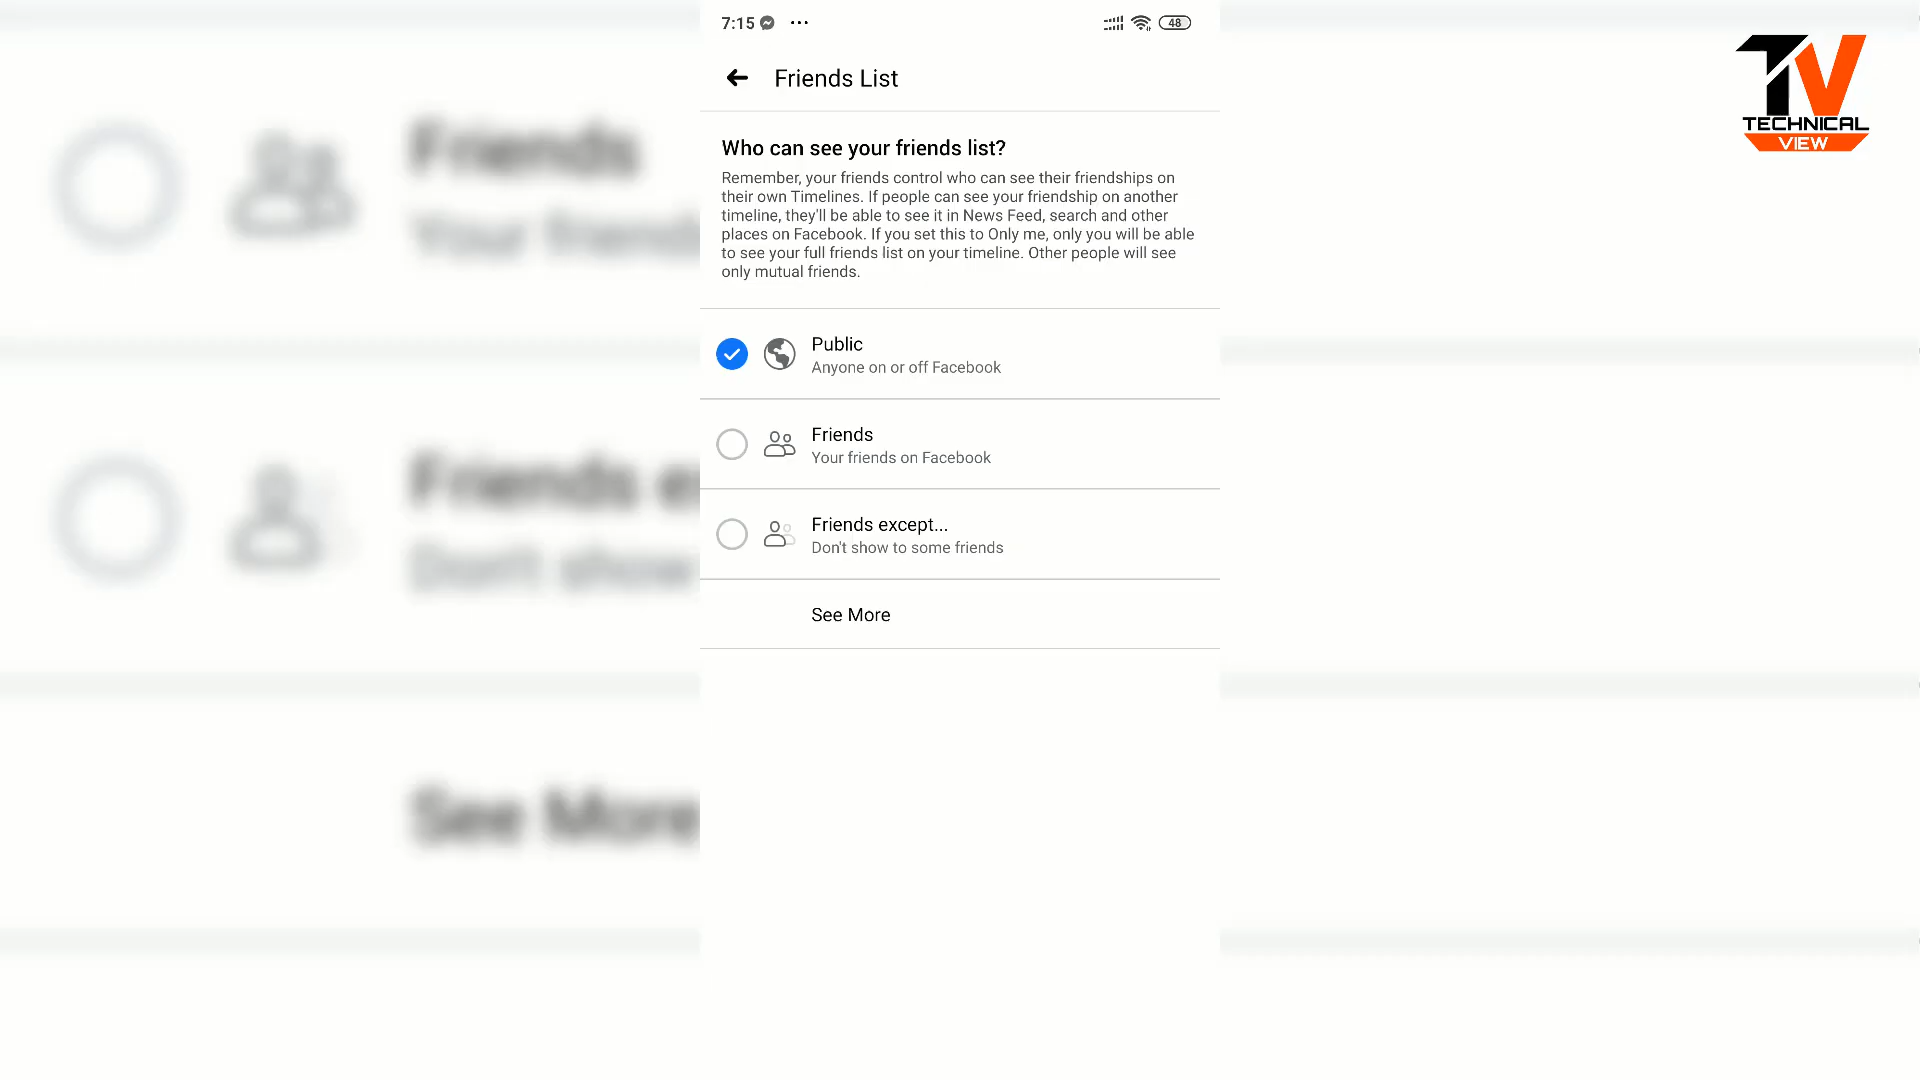 7:15
48
Friends List
Who can see your friends list?
Remember, your friends control who can see their friendships on
their own Timelines. If people can see your friendship on another
timeline, they'll be able to see it in News Feed, search and other
places on Facebook. If you set this to Only me, only you will be able
to see your full friends list on your timeline. Other people will see
only mutual friends.
Public
Anyone on or off Facebook
Friends
Your friends on Facebook
Friends except...
Don't show to some friends
See More
TV
TECHNICAL
VIEW
Friends
Your friends
Friends e
Don't show
See More